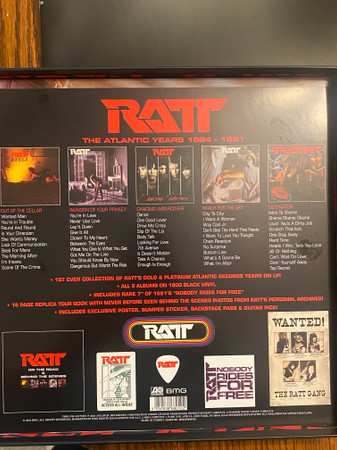 RATT
THE ATLANTIC YEARS 1984 - 1991
RATT
RATT
RATT
OUT OF THE CELLAR
Wanted Man
You're In Trouble
Round And Round
In Your Direction
She Wants Money
Lack Of Communication
Back For More
The Morning After
I'm Insane
Scene Of The Crime
INVASION OF YOUR PRIVACY
You're In Love
Never Use Love
Lay It Down
Give It All
Closer To My Heart
Between The Eyes
What You Give Is What You Get
Got Me On The Line
You Should Know By Now
Dangerous But Worth The Risk
DANCING UNDERCOVER
Dance
One Good Lover
Drive Me Crazy
Slip Of The Lip
Body Talk
Looking For Love
7th Avenue
It Doesn't Matter
Take A Chance
Enough Is Enough
REACH FOR THE SKY
City To City
I Want A Woman
Way Cool Jr.
Don't Bite The Hand That Feeds
I Want To Love You Tonight
Chain Reaction
No Surprise
Bottom Line
What's It Gonna Be
What I'm After
DETONATOR
Intro To Shame
Shame Shame Shame
Lovin' You's A Dirty Job
Scratch That Itch
One Step Away
Hard Time
Heads I Win, Tails You Lose
All Or Nothing
Can't Wait On Love
Givin' Yourself Away
Top Secret
• 1ST EVER COLLECTION OF RATT'S GOLD & PLATINUM ATLANTIC RECORDS YEARS ON LP!
• ALL 5 ALBUMS ON 180G BLACK VINYL
• INCLUDES RARE 7" OF 1991'S "NOBODY RIDES FOR FREE"
• 16 PAGE REPLICA TOUR BOOK WITH NEVER BEFORE SEEN BEHIND THE SCENES PHOTOS FROM RATT'S PERSONAL ARCHIVES!
• INCLUDES EXCLUSIVE POSTER, BUMPER STICKER, BACKSTAGE PASS & GUITAR PICK!
RATT
RATT
ON THE ROAD
BEHIND THE SCENES
RATT
ACCESS ALL AREAS
RATT
BMG
RATT
NOBODY
RIDES
FOR
FREE
WANTED!
THE RATT GANG